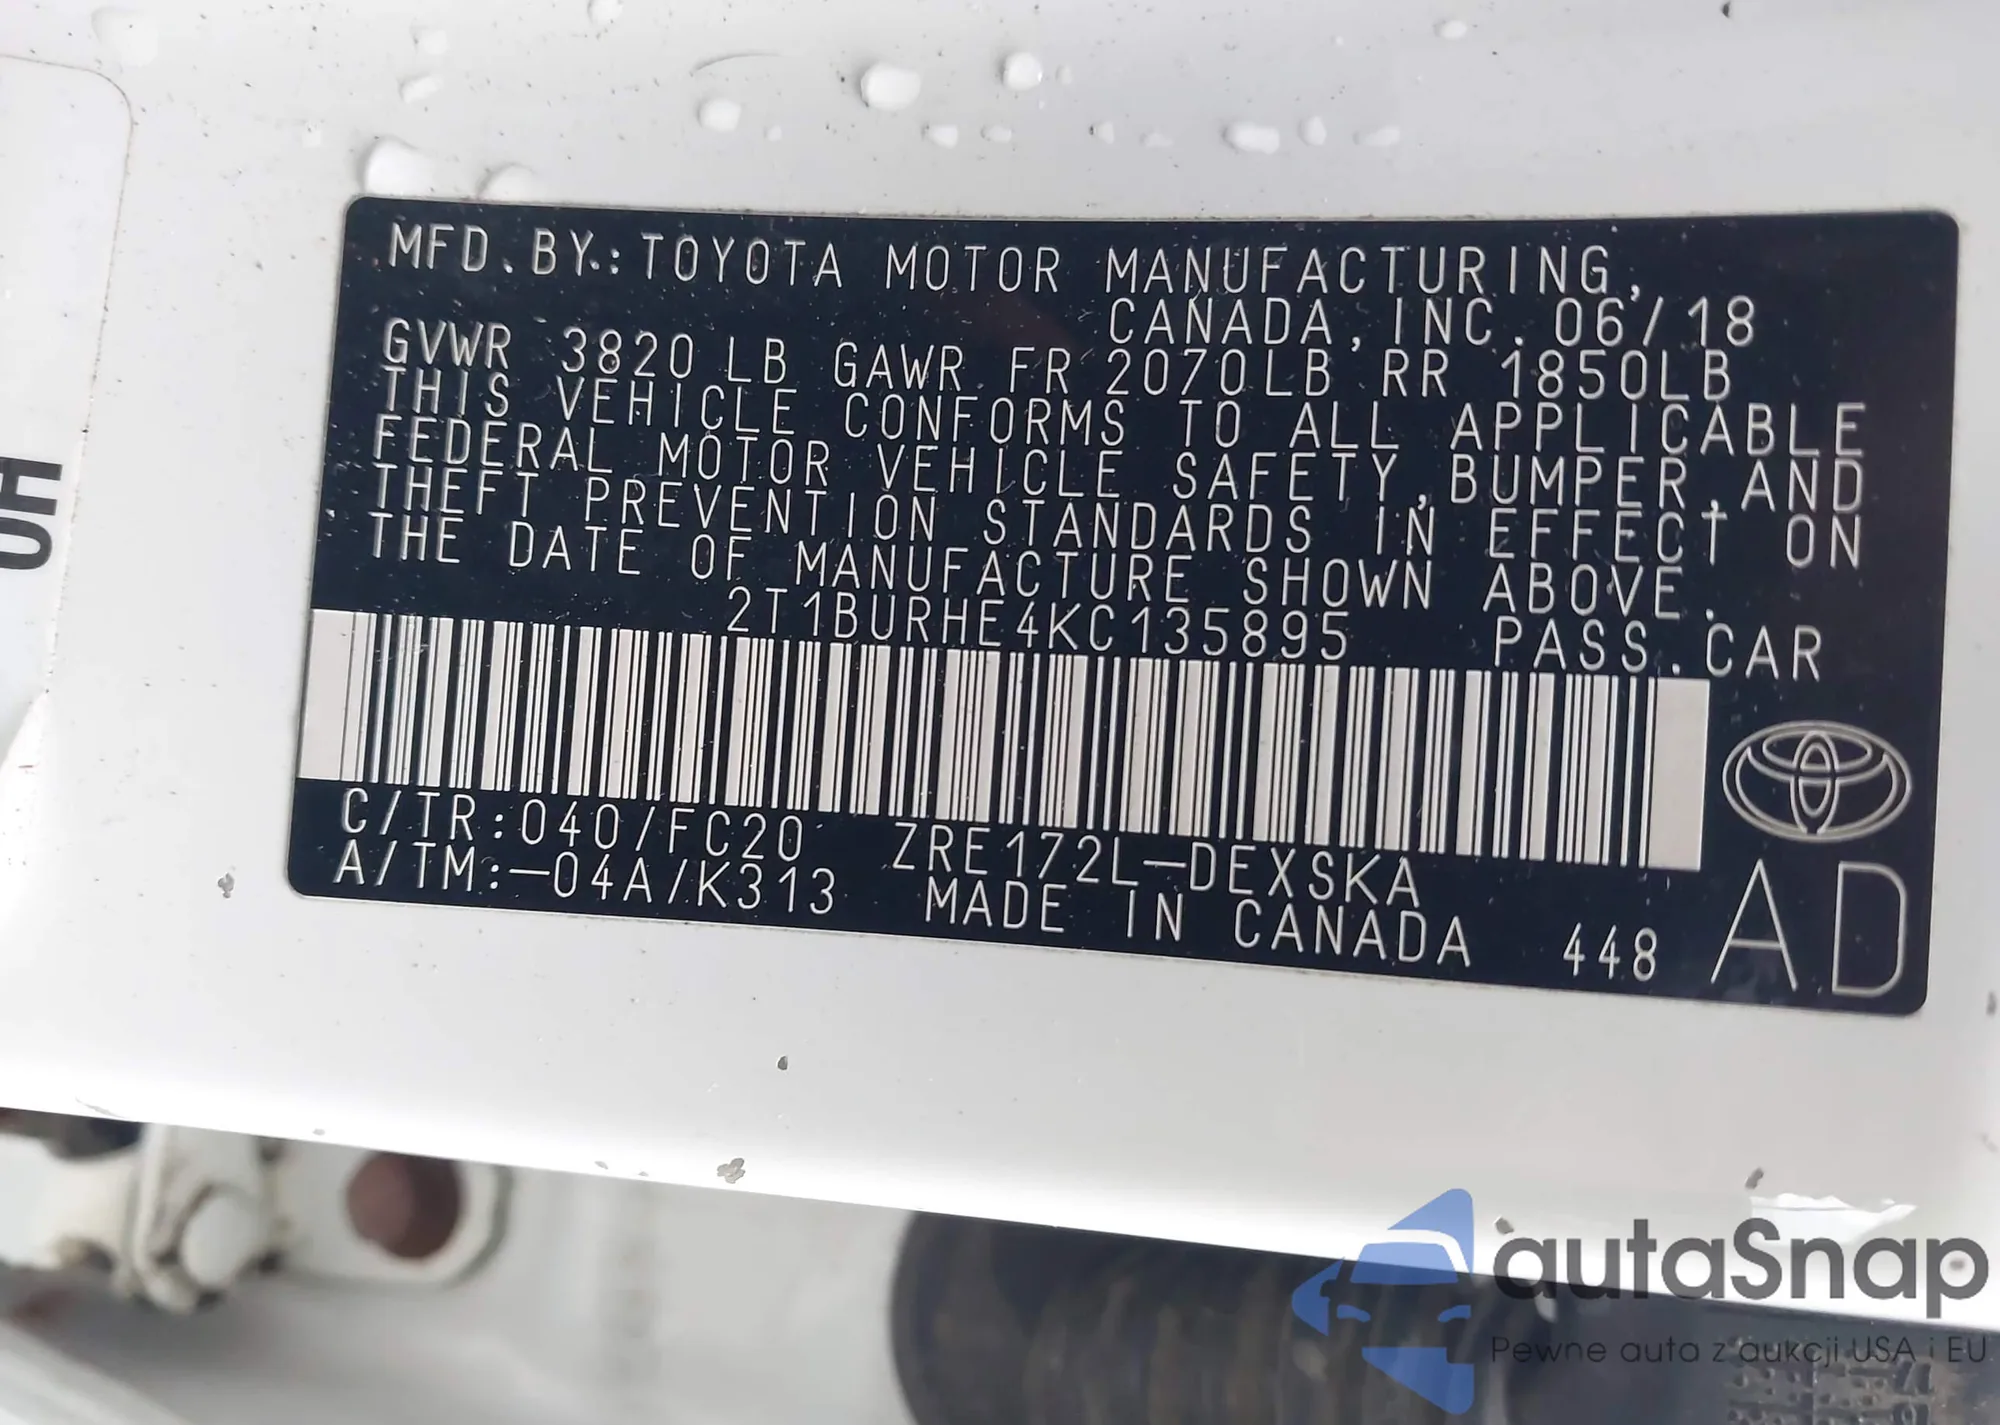 MFD. BY: TOYOTA MOTOR MANUFACTURING,
CANADA, INC. 06/18
GVWR 3820 LB GAWR FR 2070LB RR 1850LB
THIS VEHICLE CONFORMS TO ALL APPLICABLE
FEDERAL MOTOR VEHICLE SAFETY, BUMPER, AND
THEFT PREVENTION STANDARDS IN EFFECT ON
THE DATE OF MANUFACTURE SHOWN ABOVE.
2T1BURHE4KC135895 PASS. CAR
C/TR: 040/FC20 ZRE172L-DEXSKA
A/TM: -04A/K313 MADE IN CANADA 448 AD
autaSnap
Pewne auta z aukcji USA i EU